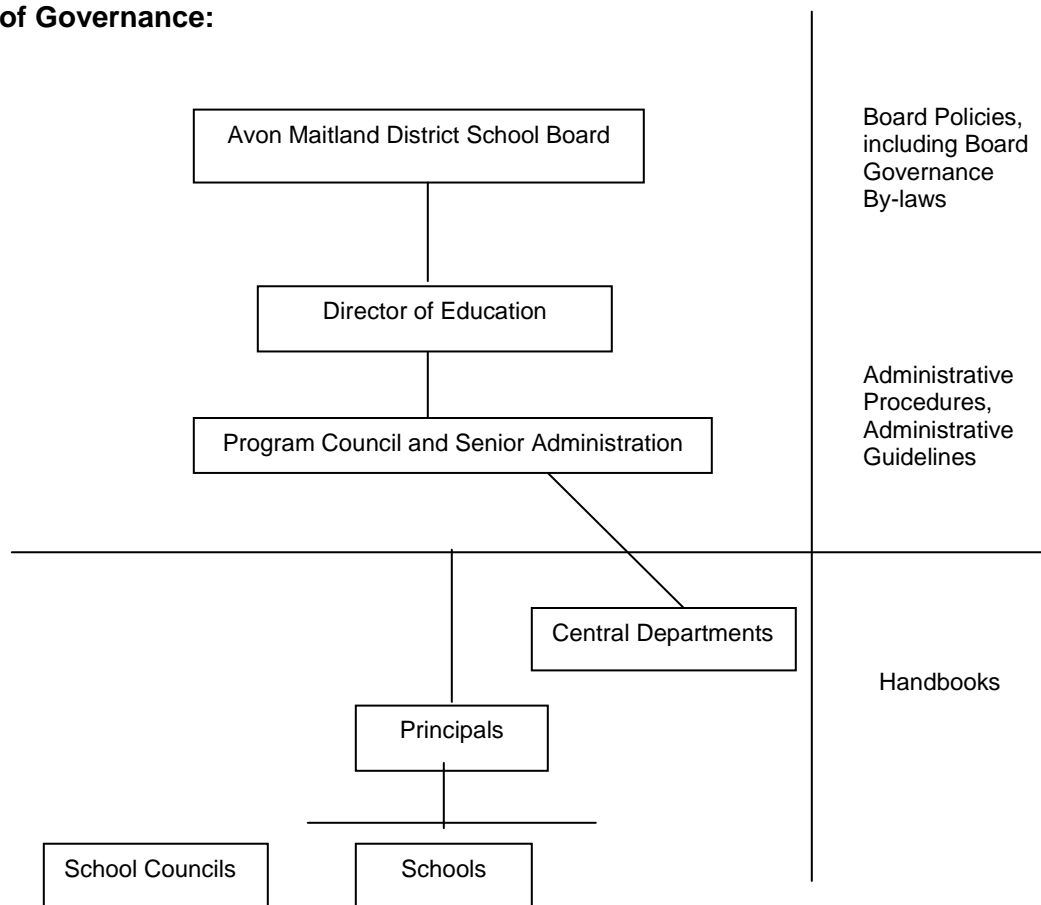 of Governance:
Avon Maitland District School Board
Board Policies,
including Board
Governance
By-laws
Director of Education
Administrative
Procedures,
Administrative
Guidelines
Program Council and Senior Administration
Central Departments
Handbooks
Principals
School Councils
Schools